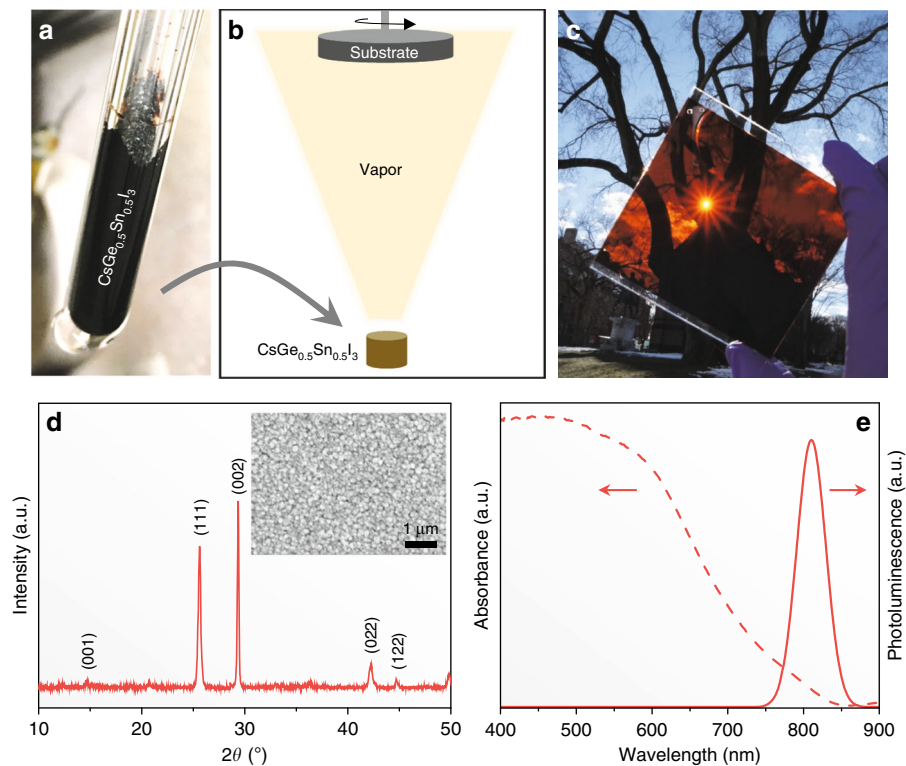 a
CsGe0.5Sn0.5I3
b
Substrate
Vapor
CsGe0.5Sn0.5I3
c
d
Intensity (a.u.)
(001)
(111)
(002)
(022)
(122)
1 μm
10
20
30
40
50
2θ (°)
e
Absorbance (a.u.)
Photoluminescence (a.u.)
400
500
600
700
800
900
Wavelength (nm)